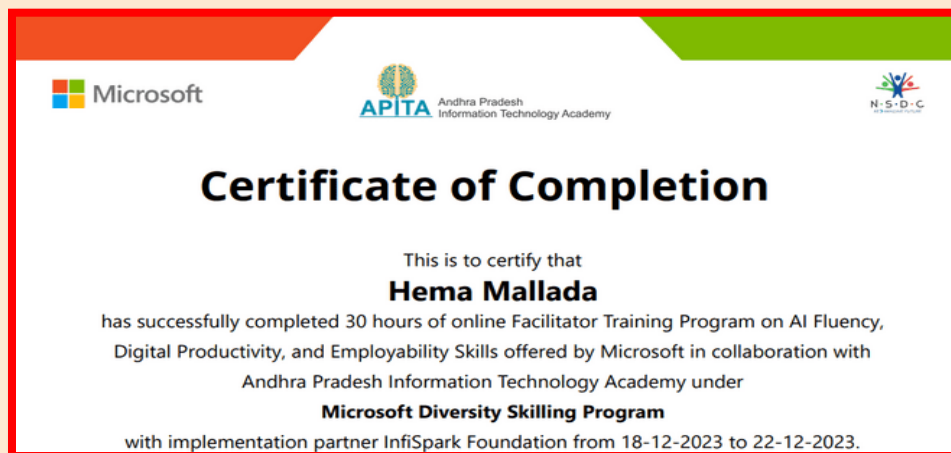 Microsoft
APITA
Andhra Pradesh
Information Technology Academy
N·S·D·C
Certificate of Completion
This is to certify that
Hema Mallada
has successfully completed 30 hours of online Facilitator Training Program on AI Fluency,
Digital Productivity, and Employability Skills offered by Microsoft in collaboration with
Andhra Pradesh Information Technology Academy under
Microsoft Diversity Skilling Program
with implementation partner InfiSpark Foundation from 18-12-2023 to 22-12-2023.